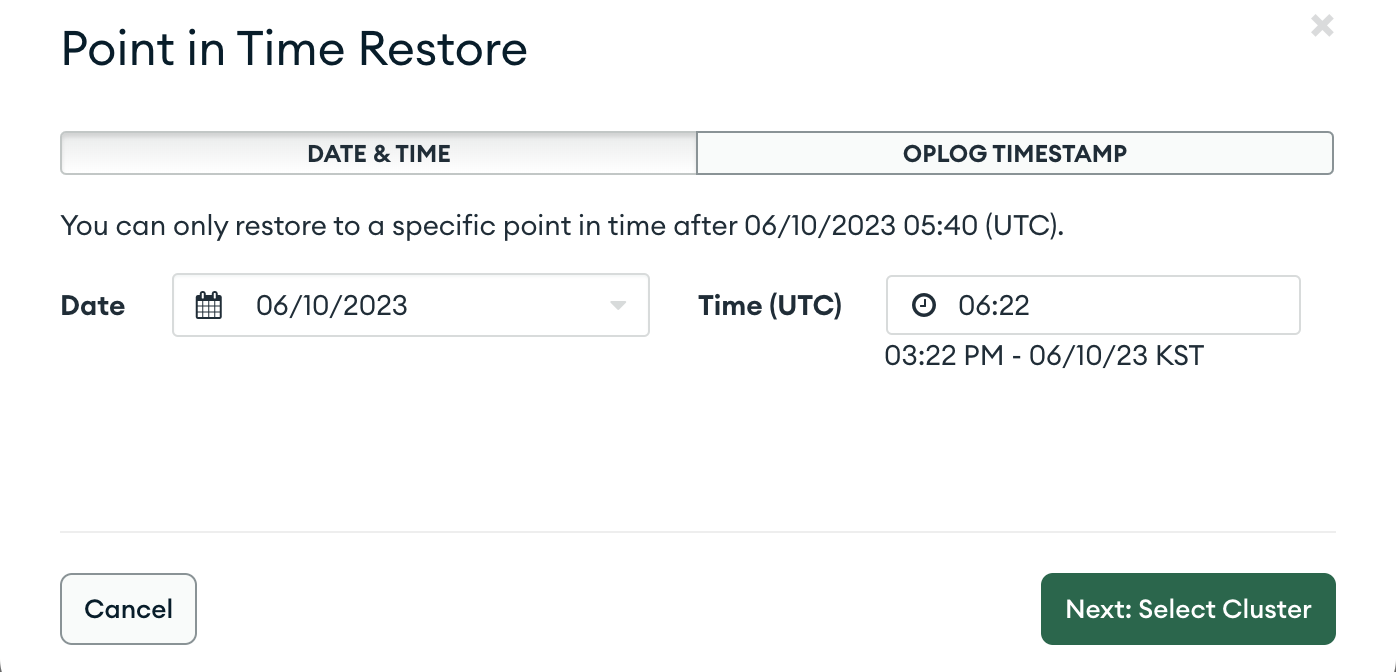 Point in Time Restore
DATE & TIME
OPLOG TIMESTAMP
You can only restore to a specific point in time after 06/10/2023 05:40 (UTC).
Date
06/10/2023
Time (UTC)
06:22
03:22 PM - 06/10/23 KST
Cancel
Next: Select Cluster